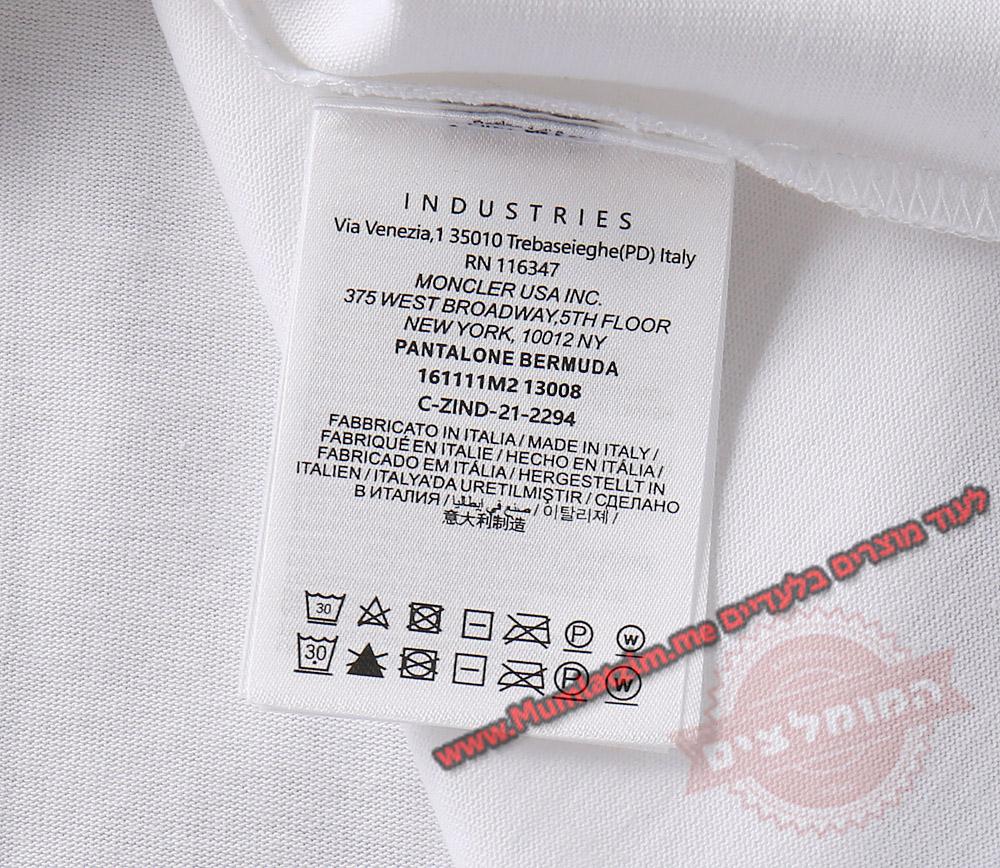 INDUSTRIES
Via Venezia,1 35010 Trebaseieghe(PD) Italy
RN 116347
MONCLER USA INC.
375 WEST BROADWAY,5TH FLOOR
NEW YORK, 10012 NY
PANTALONE BERMUDA
161111M2 13008
C-ZIND-21-2294
FABBRICATO IN ITALIA / MADE IN ITALY /
FABRIQUÉ EN ITALIE / HECHO EN ITÁLIA /
FABRICADO EM ITÁLIA / HERGESTELLT IN
ITALIEN / ITALYA'DA URETILMIŞTIR / СДЕЛАНО
В ИТАЛИЯ / صنع في إيطاليا / 이탈리제 /
意大利制造
30 P W
30 P W
לעוד מוצרים בלעדיים www.Mumlatzim.me
המומלצים